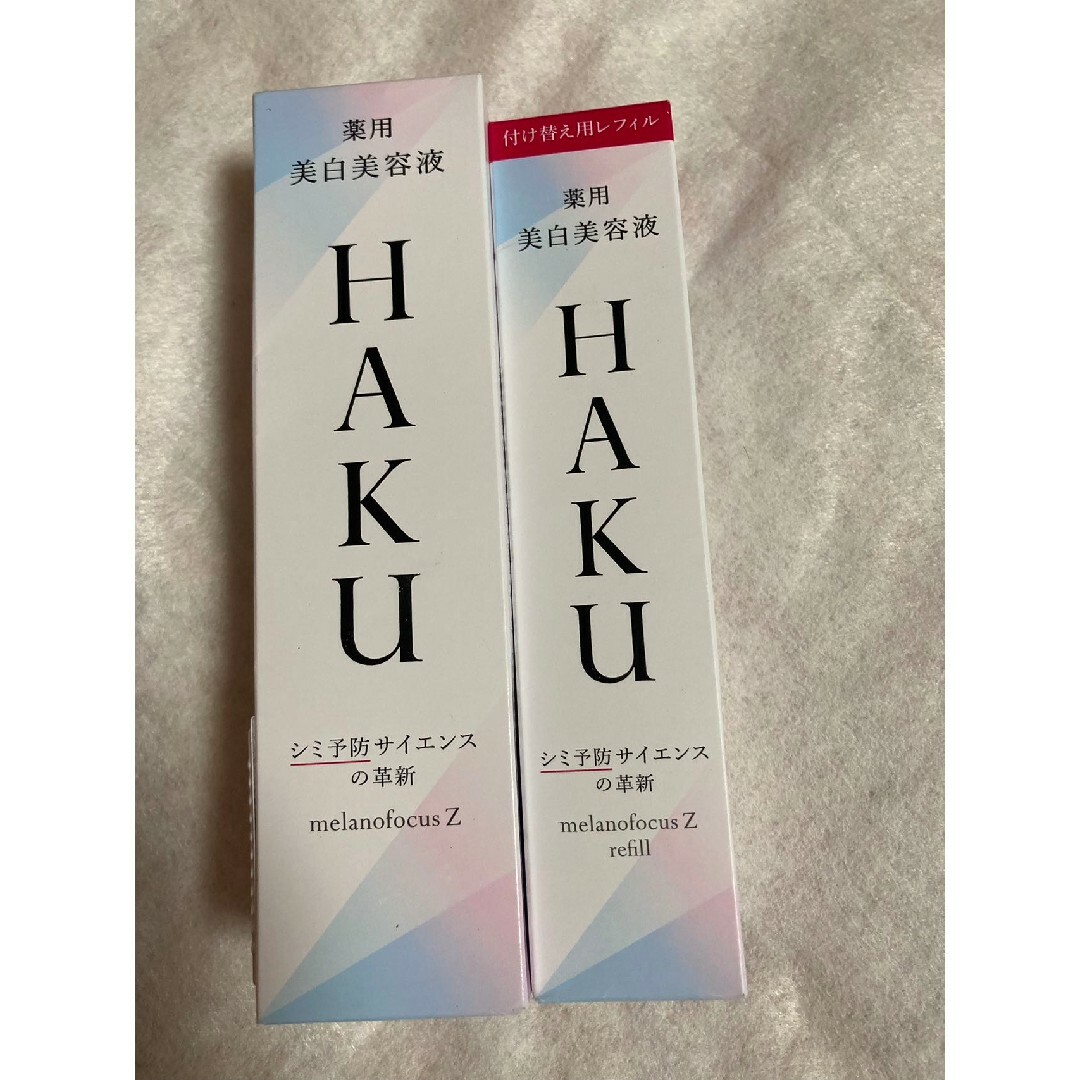 薬用
美白美容液
HAKU
シミ予防サイエンス
の革新
melanofocus Z
付け替え用レフィル
薬用
美白美容液
HAKU
シミ予防サイエンス
の革新
melanofocus Z
refill